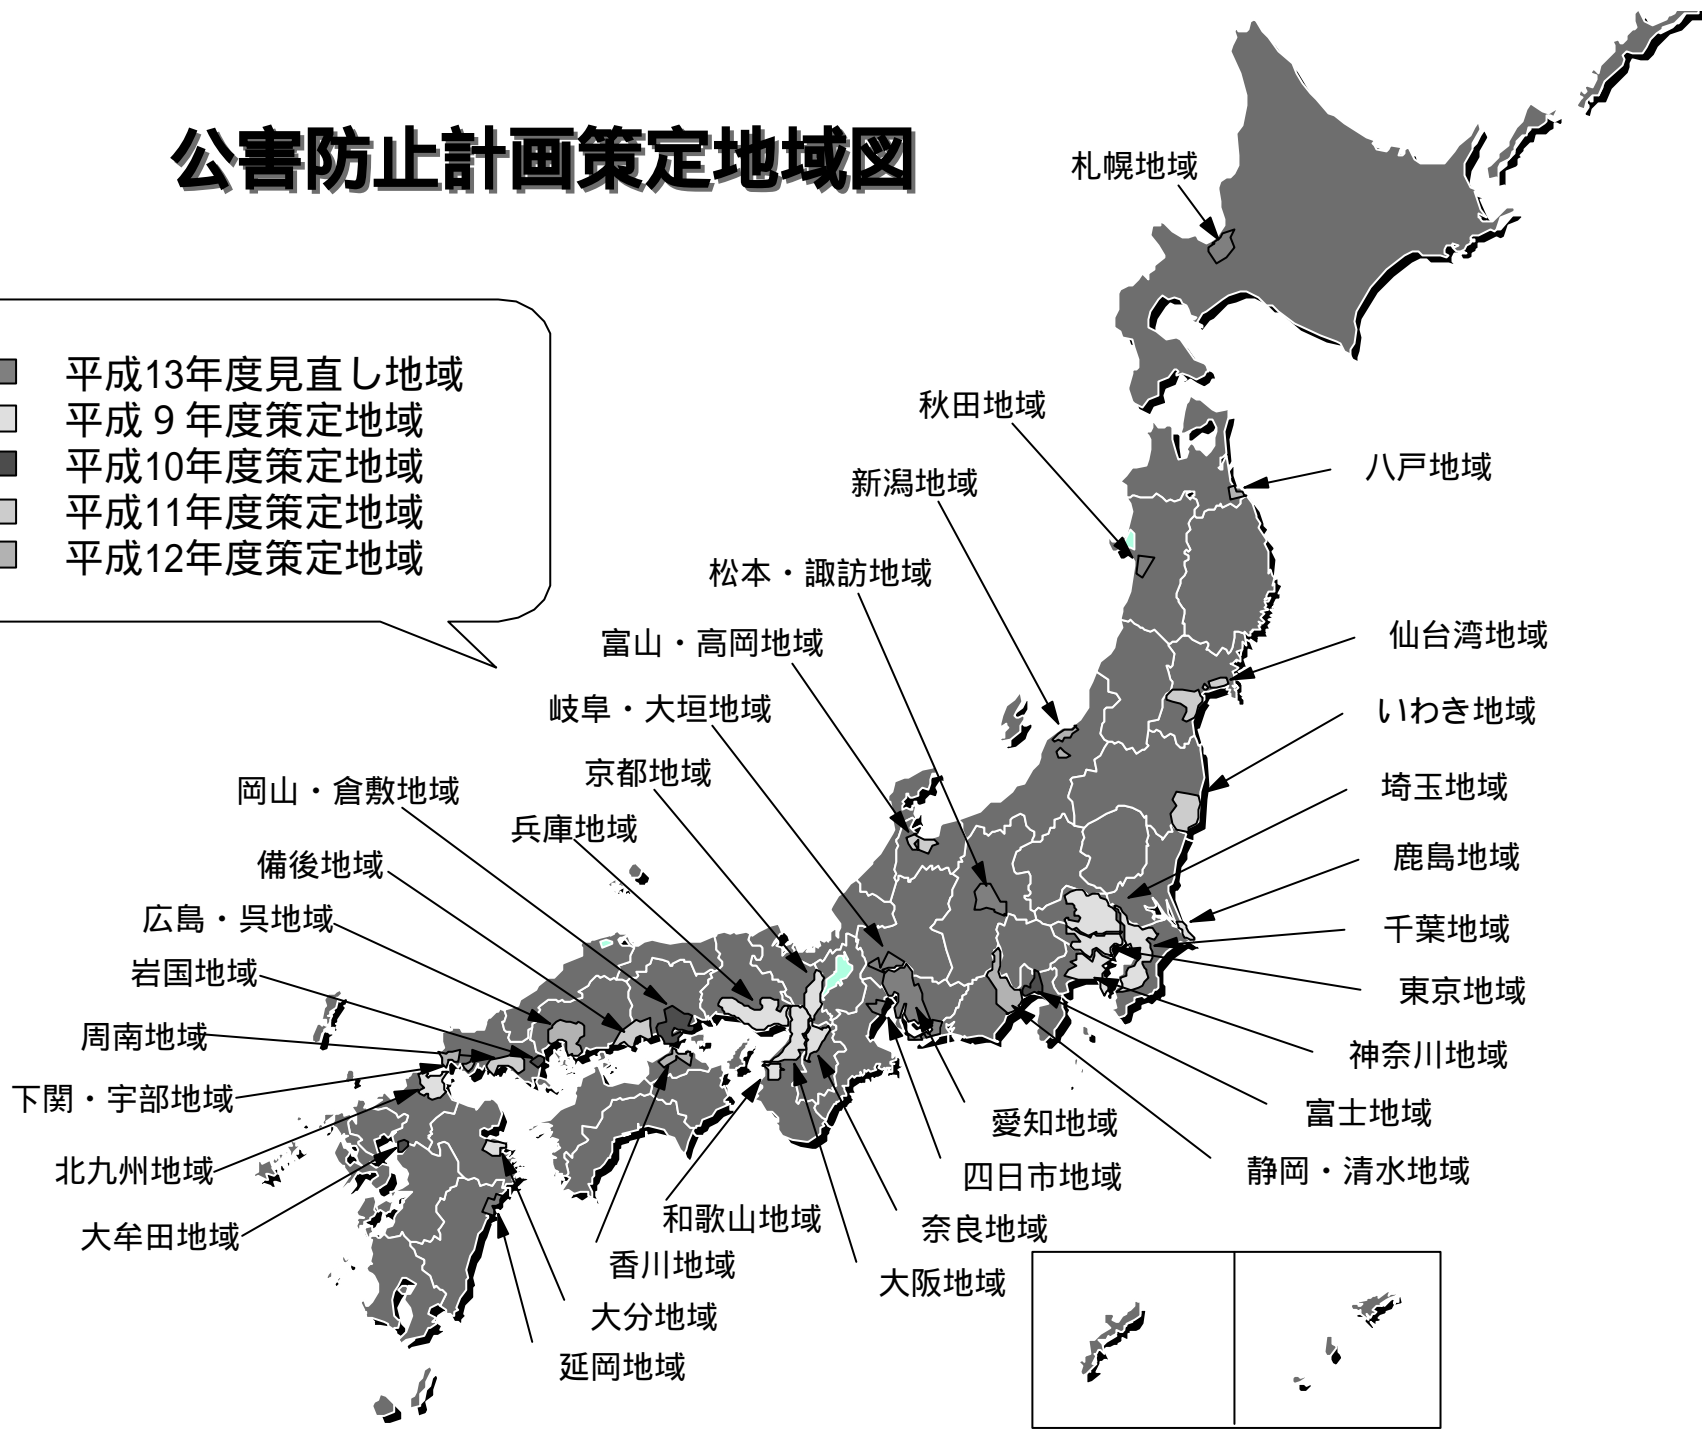 公害防止計画策定地域図
平成13年度見直し地域
平成９年度策定地域
平成10年度策定地域
平成11年度策定地域
平成12年度策定地域
札幌地域
秋田地域
八戸地域
新潟地域
松本・諏訪地域
富山・高岡地域
仙台湾地域
岐阜・大垣地域
いわき地域
京都地域
岡山・倉敷地域
埼玉地域
兵庫地域
備後地域
鹿島地域
広島・呉地域
千葉地域
岩国地域
東京地域
周南地域
神奈川地域
下関・宇部地域
富士地域
愛知地域
北九州地域
四日市地域
静岡・清水地域
大牟田地域
和歌山地域
奈良地域
香川地域
大阪地域
大分地域
延岡地域